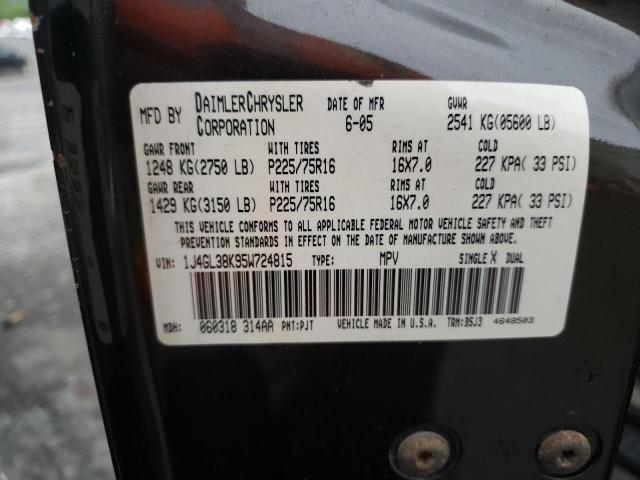 MFD BY DAIMLERCHRYSLER CORPORATION DATE OF MFR 6-05 GVWR 2541 KG(05600 LB)
GAWR FRONT WITH TIRES RIMS AT COLD
1248 KG(2750 LB) P225/75R16 16X7.0 227 KPA( 33 PSI)
GAWR REAR WITH TIRES RIMS AT COLD
1429 KG(3150 LB) P225/75R16 16X7.0 227 KPA( 33 PSI)
THIS VEHICLE CONFORMS TO ALL APPLICABLE FEDERAL MOTOR VEHICLE SAFETY AND THEFT
PREVENTION STANDARDS IN EFFECT ON THE DATE OF MANUFACTURE SHOWN ABOVE.
VIN: 1J4GL38K95W724815 TYPE: MPV SINGLE X DUAL
MDH: 060318 314AA PNT:PJT VEHICLE MADE IN U.S.A. TRM:BSJ3 4648503